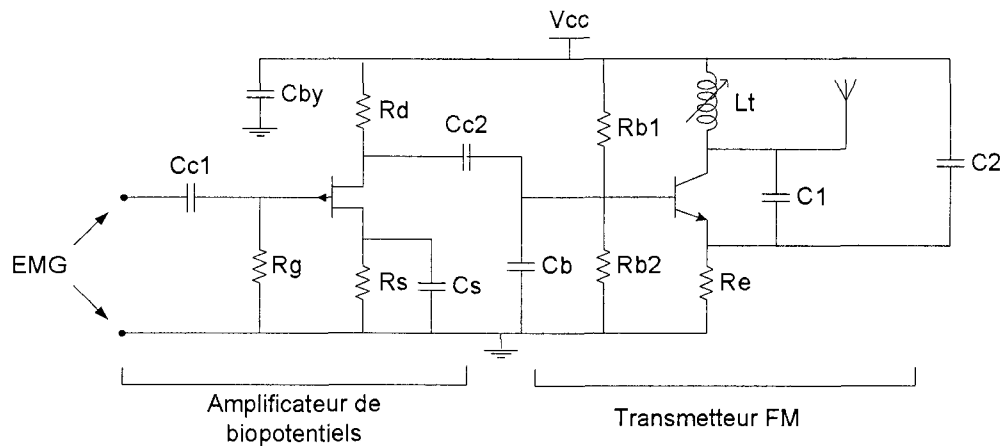 Vcc
Cby
Rd
Cc2
Rb1
Lt
Cc1
C1
C2
EMG
Rg
Rs
Cs
Cb
Rb2
Re
Amplificateur de
biopotentiels
Transmetteur FM